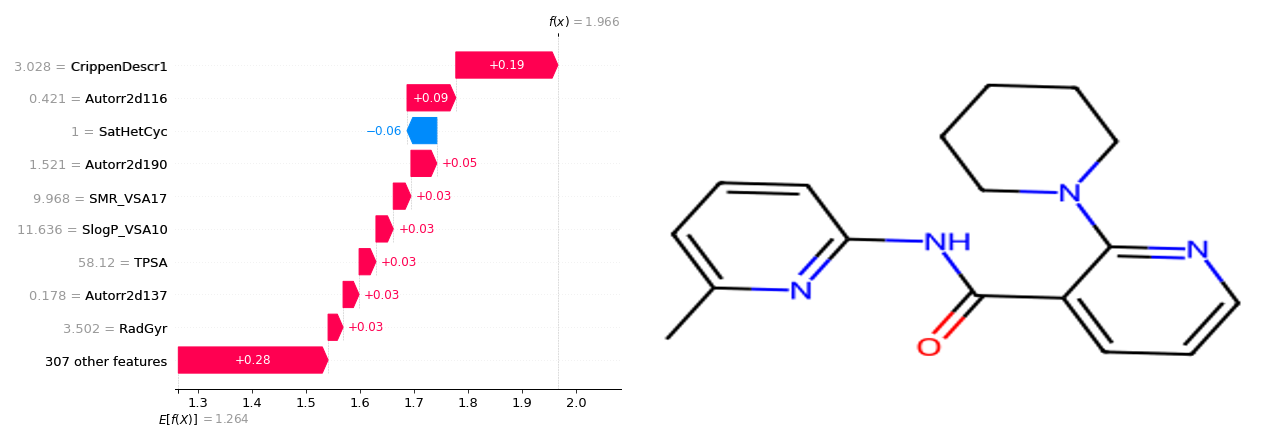 f(x) = 1.966
3.028 = CrippenDescr1
+0.19
0.421 = Autorr2d116
+0.09
1 = SatHetCyc
−0.06
1.521 = Autorr2d190
+0.05
9.968 = SMR_VSA17
+0.03
11.636 = SlogP_VSA10
+0.03
58.12 = TPSA
+0.03
0.178 = Autorr2d137
+0.03
3.502 = RadGyr
+0.03
307 other features
+0.28
1.3 1.4 1.5 1.6 1.7 1.8 1.9 2.0
E[f(X)] = 1.264
N
NH
N
N
O